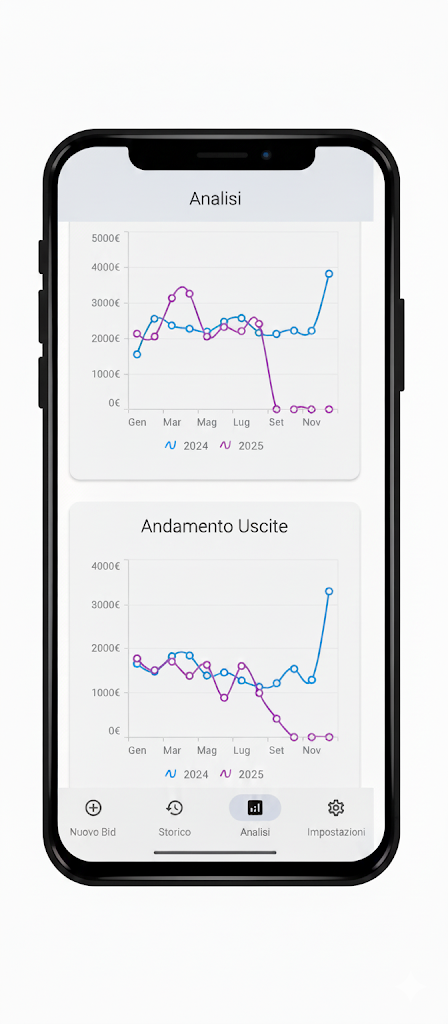 Analisi
5000€
4000€
3000€
2000€
1000€
0€
Gen Mar Mag Lug Set Nov
2024 2025
Andamento Uscite
4000€
3000€
2000€
1000€
0€
Gen Mar Mag Lug Set Nov
2024 2025
Nuovo Bid Storico Analisi Impostazioni